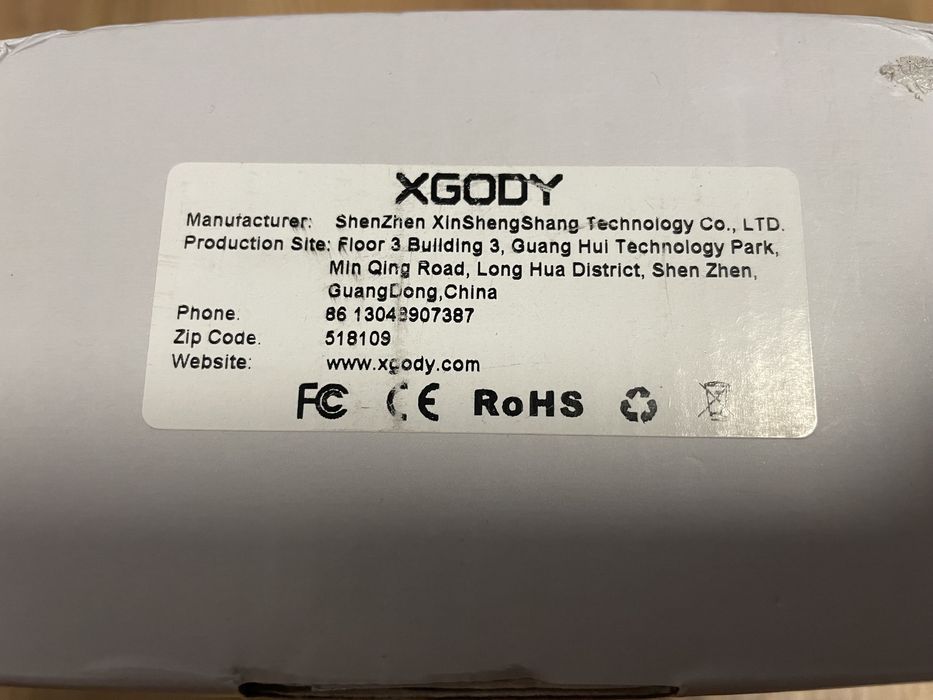 XGODY
Manufacturer: ShenZhen XinShengShang Technology Co., LTD.
Production Site: Floor 3 Building 3, Guang Hui Technology Park,
Min Qing Road, Long Hua District, Shen Zhen,
GuangDong,China
Phone: 86
Zip Code: 518109
Website: www.xgody.com
FC CE RoHS